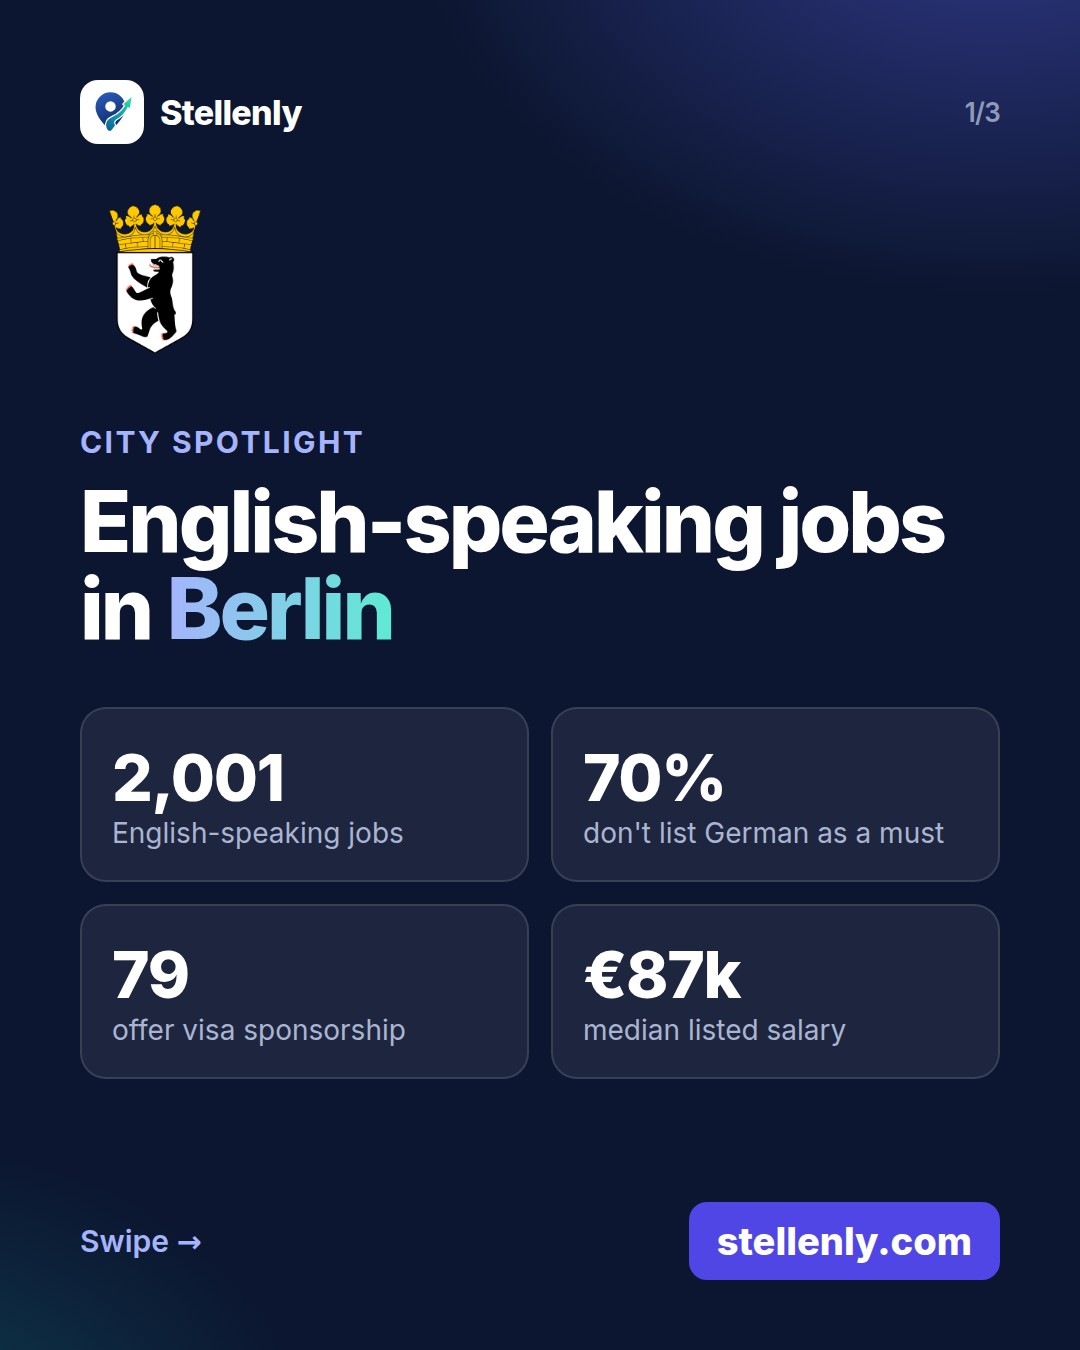 Stellenly
1/3
CITY SPOTLIGHT
English-speaking jobs
in Berlin
2,001
English-speaking jobs
70%
don't list German as a must
79
offer visa sponsorship
€87k
median listed salary
Swipe →
stellenly.com